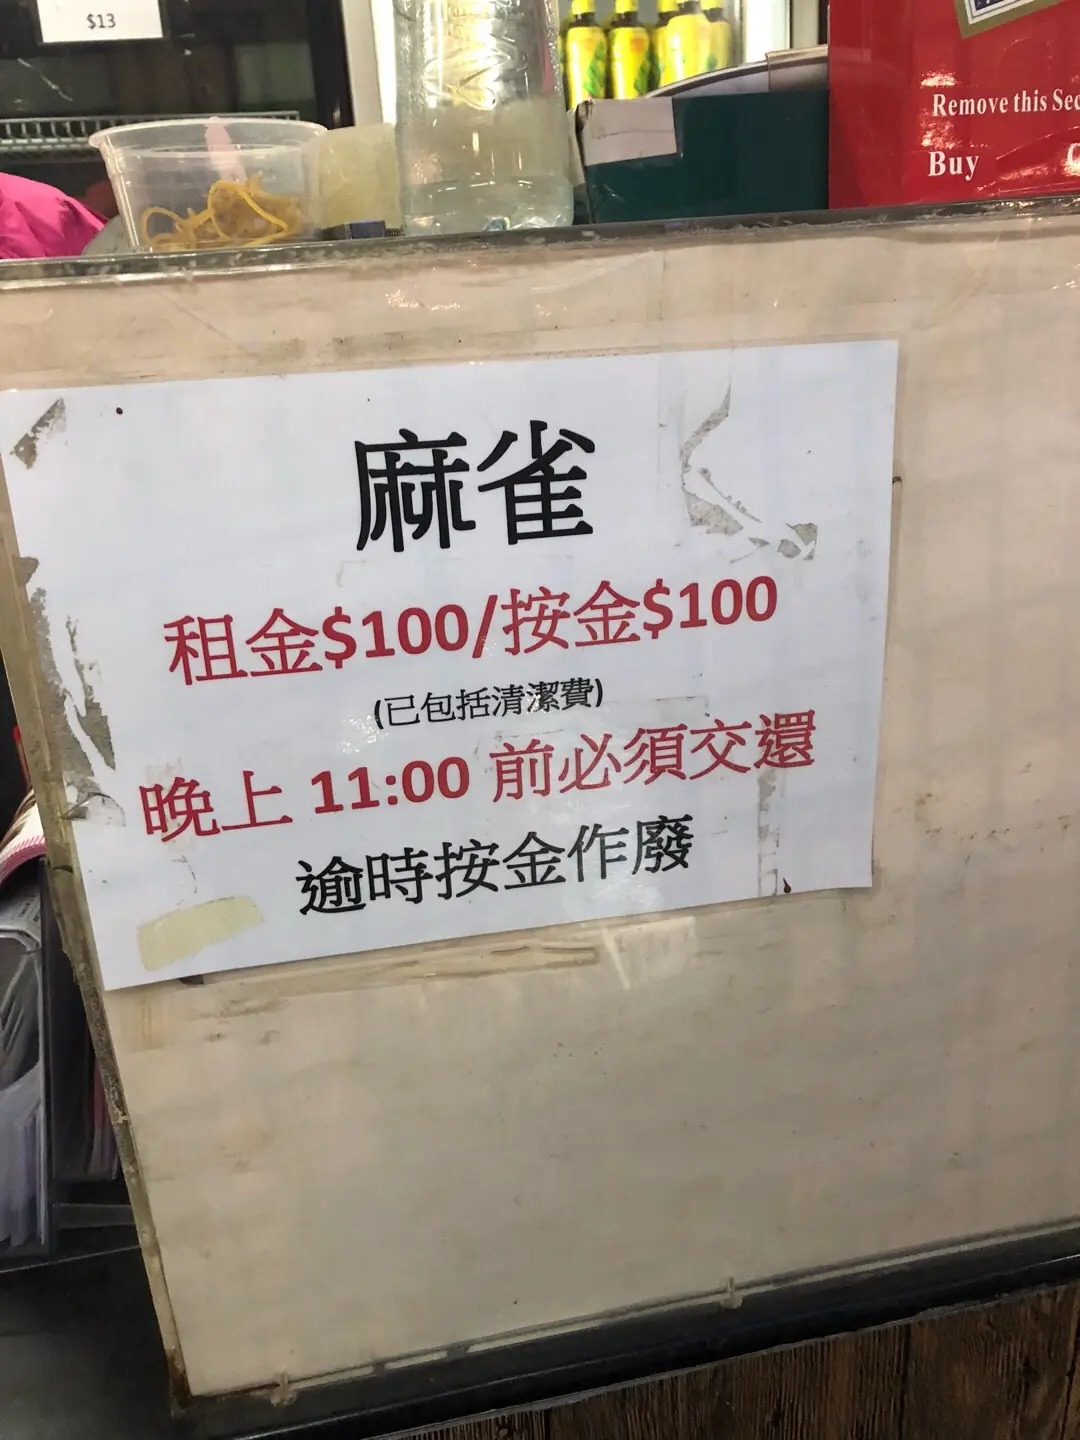 $13
Remove this Sec
Buy
麻雀
租金$100/按金$100
(已包括清潔費)
晚上 11:00 前必須交還
逾時按金作廢